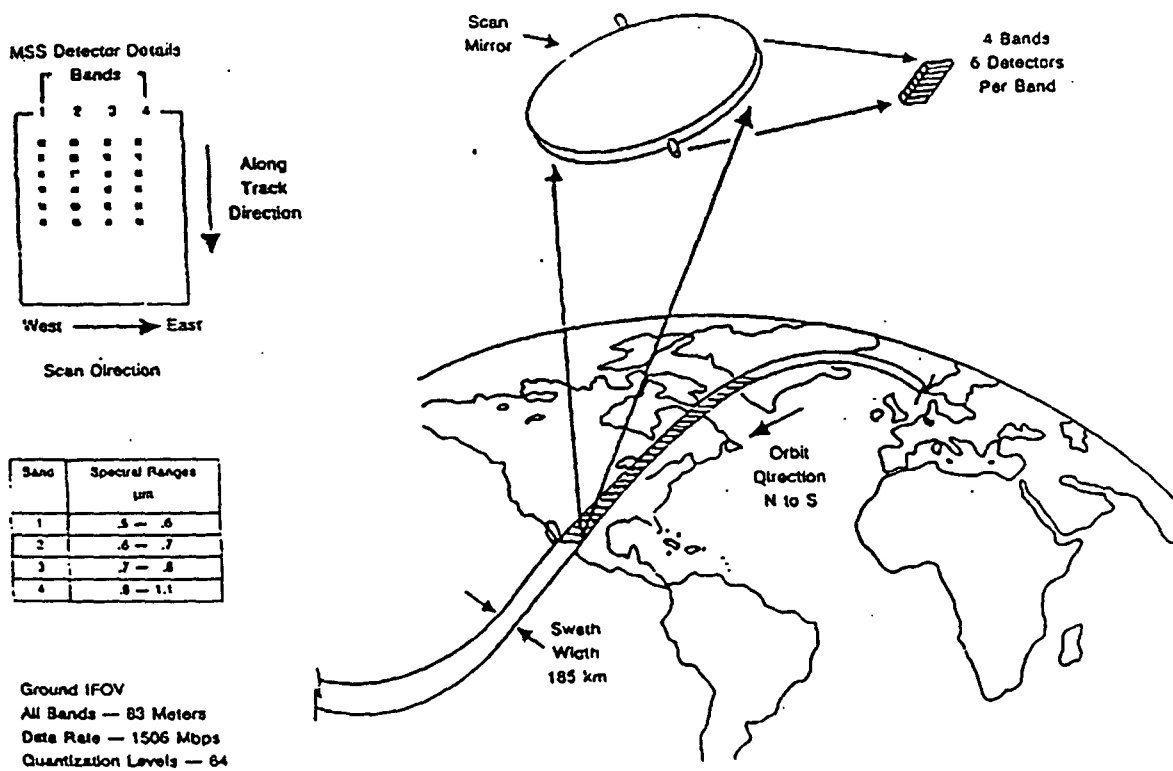 MSS Detector Details
Bands
1 2 3 4
Along
Track
Direction
West East
Scan Direction
Scan
Mirror
4 Bands
6 Detectors
Per Band
Orbit
Direction
N to S
Swath
Width
185 km
Band Spectral Ranges
µm
1 .5 — .6
2 .6 — .7
3 .7 — .8
4 .8 — 1.1
Ground IFOV
All Bands — 83 Meters
Data Rate — 1506 Mbps
Quantization Levels — 64